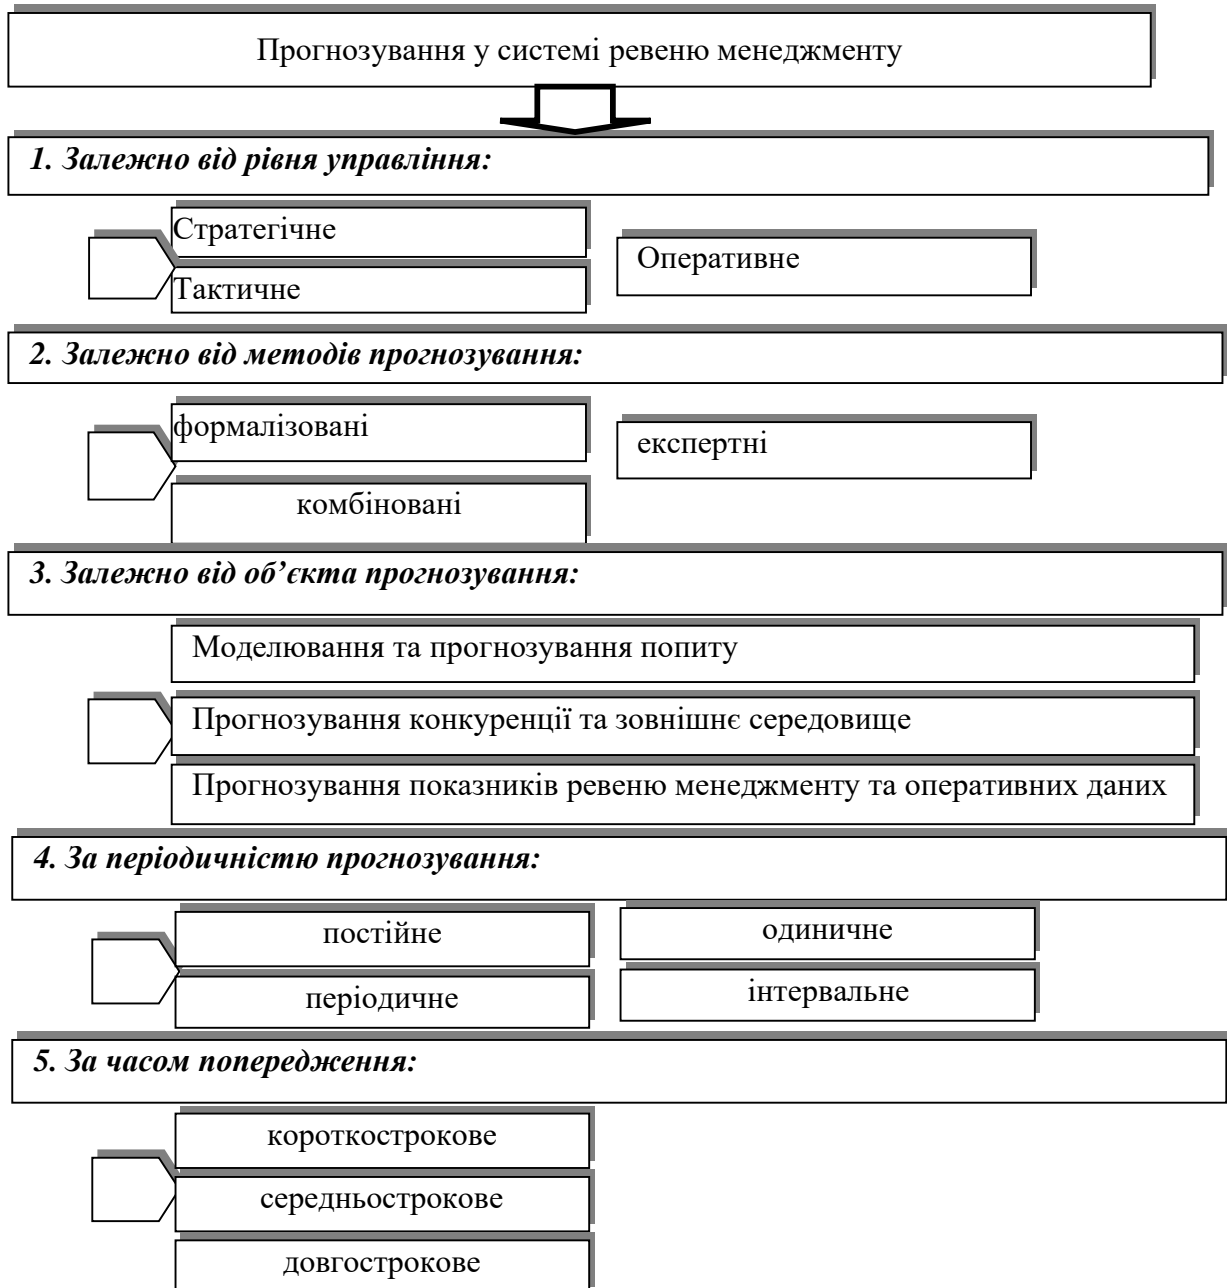 Прогнозування у системі ревеню менеджменту
1. Залежно від рівня управління:
Стратегічне
Оперативне
Тактичне
2. Залежно від методів прогнозування:
формалізовані
експертні
комбіновані
3. Залежно від об’єкта прогнозування:
Моделювання та прогнозування попиту
Прогнозування конкуренції та зовнішнє середовище
Прогнозування показників ревеню менеджменту та оперативних даних
4. За періодичністю прогнозування:
постійне
одиничне
періодичне
інтервальне
5. За часом попередження:
короткострокове
середньострокове
довгострокове